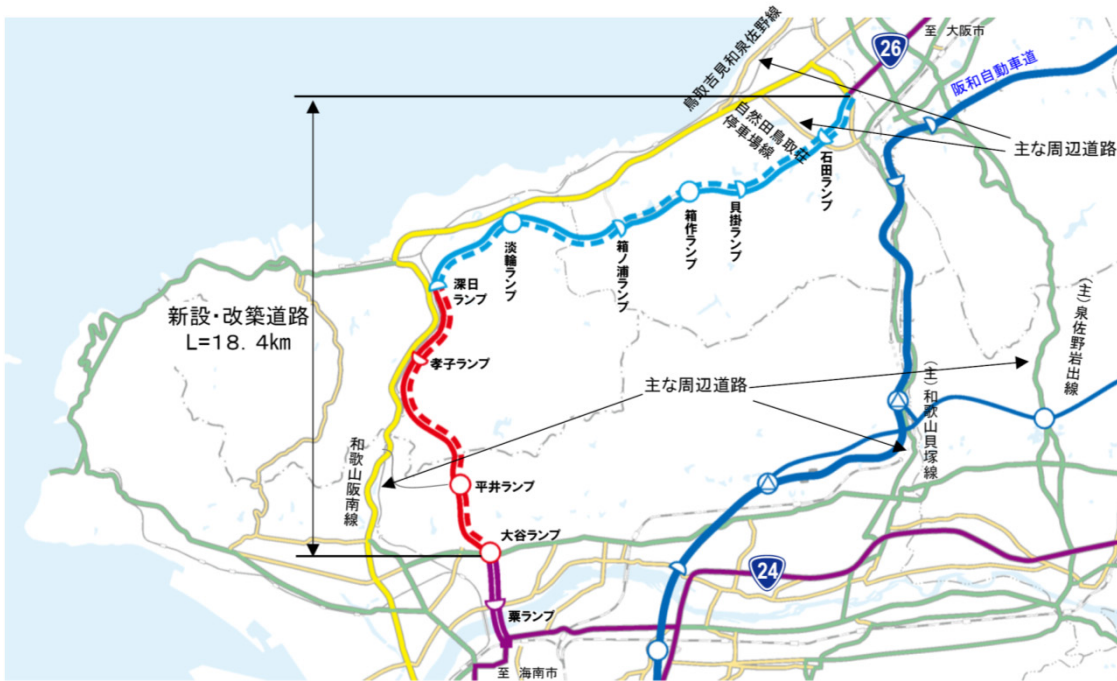 至 大阪市
26
阪和自動車道
鳥取吉見和泉佐野線
自然田鳥取荘
停車場線
主な周辺道路
石田ランプ
貝掛ランプ
箱作ランプ
箱ノ浦ランプ
淡輪ランプ
深日
ランプ
新設・改築道路
L=18.4km
孝子ランプ
主な周辺道路
(主)泉佐野岩出線
(主)和歌山貝塚線
和歌山阪南線
平井ランプ
大谷ランプ
24
粟ランプ
至 海南市